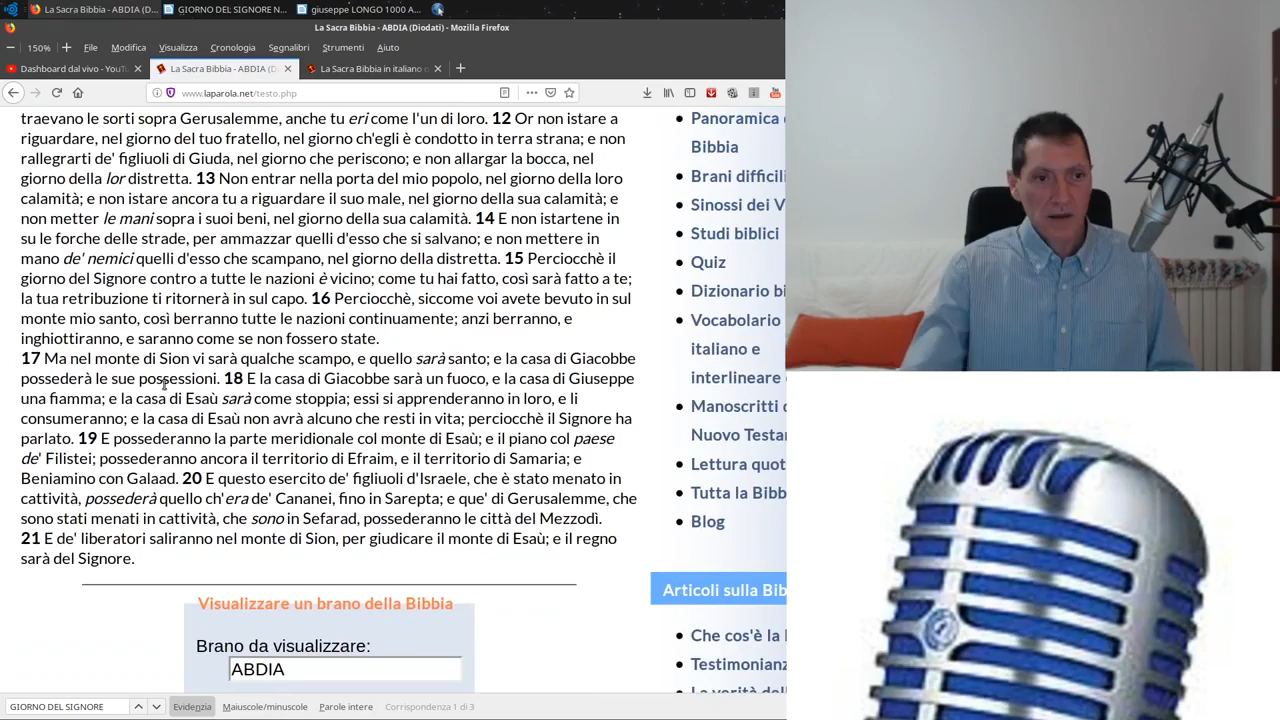 La Sacra Bibbia - ABDIA (D...
GIORNO DEL SIGNORE N...
giuseppe LONGO 1000 A...
La Sacra Bibbia - ABDIA (Diodati) - Mozilla Firefox
150%
File
Modifica
Visualizza
Cronologia
Segnalibri
Strumenti
Aiuto
Dashboard dal vivo - YouTu
La Sacra Bibbia - ABDIA (D
La Sacra Bibbia in italiano o
www.laparola.net/testo.php
traevano le sorti sopra Gerusalemme, anche tu eri come l'un di loro. 12 Or non istare a
riguardare, nel giorno del tuo fratello, nel giorno ch'egli è condotto in terra strana; e non
rallegrarti de' figliuoli di Giuda, nel giorno che periscono; e non allargar la bocca, nel
giorno della lor distretta. 13 Non entrar nella porta del mio popolo, nel giorno della loro
calamità; e non istare ancora tu a riguardare il suo male, nel giorno della sua calamità; e
non metter le mani sopra i suoi beni, nel giorno della sua calamità. 14 E non istartene in
su le forche delle strade, per ammazzar quelli d'esso che si salvano; e non mettere in
mano de' nemici quelli d'esso che scampano, nel giorno della distretta. 15 Perciocchè il
giorno del Signore contro a tutte le nazioni è vicino; come tu hai fatto, così sarà fatto a te;
la tua retribuzione ti ritornerà in sul capo. 16 Perciocchè, siccome voi avete bevuto in sul
monte mio santo, così berranno tutte le nazioni continuamente; anzi berranno, e
inghiottiranno, e saranno come se non fossero state.
17 Ma nel monte di Sion vi sarà qualche scampo, e quello sarà santo; e la casa di Giacobbe
possederà le sue possessioni. 18 E la casa di Giacobbe sarà un fuoco, e la casa di Giuseppe
una fiamma; e la casa di Esaù sarà come stoppia; essi si apprenderanno in loro, e li
consumeranno; e la casa di Esaù non avrà alcuno che resti in vita; perciocchè il Signore ha
parlato. 19 E possederanno la parte meridionale col monte di Esaù; e il piano col paese
de' Filistei; possederanno ancora il territorio di Efraim, e il territorio di Samaria; e
Beniamino con Galaad. 20 E questo esercito de' figliuoli d'Israele, che è stato menato in
cattività, possederà quello ch'era de' Cananei, fino in Sarepta; e que' di Gerusalemme, che
sono stati menati in cattività, che sono in Sefarad, possederanno le città del Mezzodì.
21 E de' liberatori saliranno nel monte di Sion, per giudicare il monte di Esaù; e il regno
sarà del Signore.
Visualizzare un brano della Bibbia
Brano da visualizzare:
ABDIA
Panoramica d
Bibbia
Brani difficili
Sinossi dei V
Studi biblici
Quiz
Dizionario bi
Vocabolario
italiano e
interlineare
Manoscritti d
Nuovo Testar
Lettura quot
Tutta la Bibb
Blog
Articoli sulla Bib
Che cos'è la
Testimonianz
La verità del
GIORNO DEL SIGNORE
Evidenzia
Maiuscole/minuscole
Parole intere
Corrispondenza 1 di 3